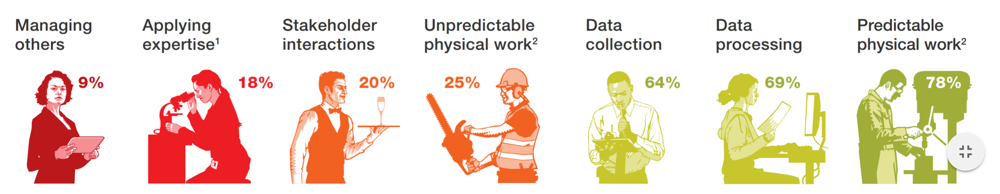 Managing
others
Applying
expertise¹
Stakeholder
interactions
Unpredictable
physical work²
Data
collection
Data
processing
Predictable
physical work²
9%
18%
20%
25%
64%
69%
78%